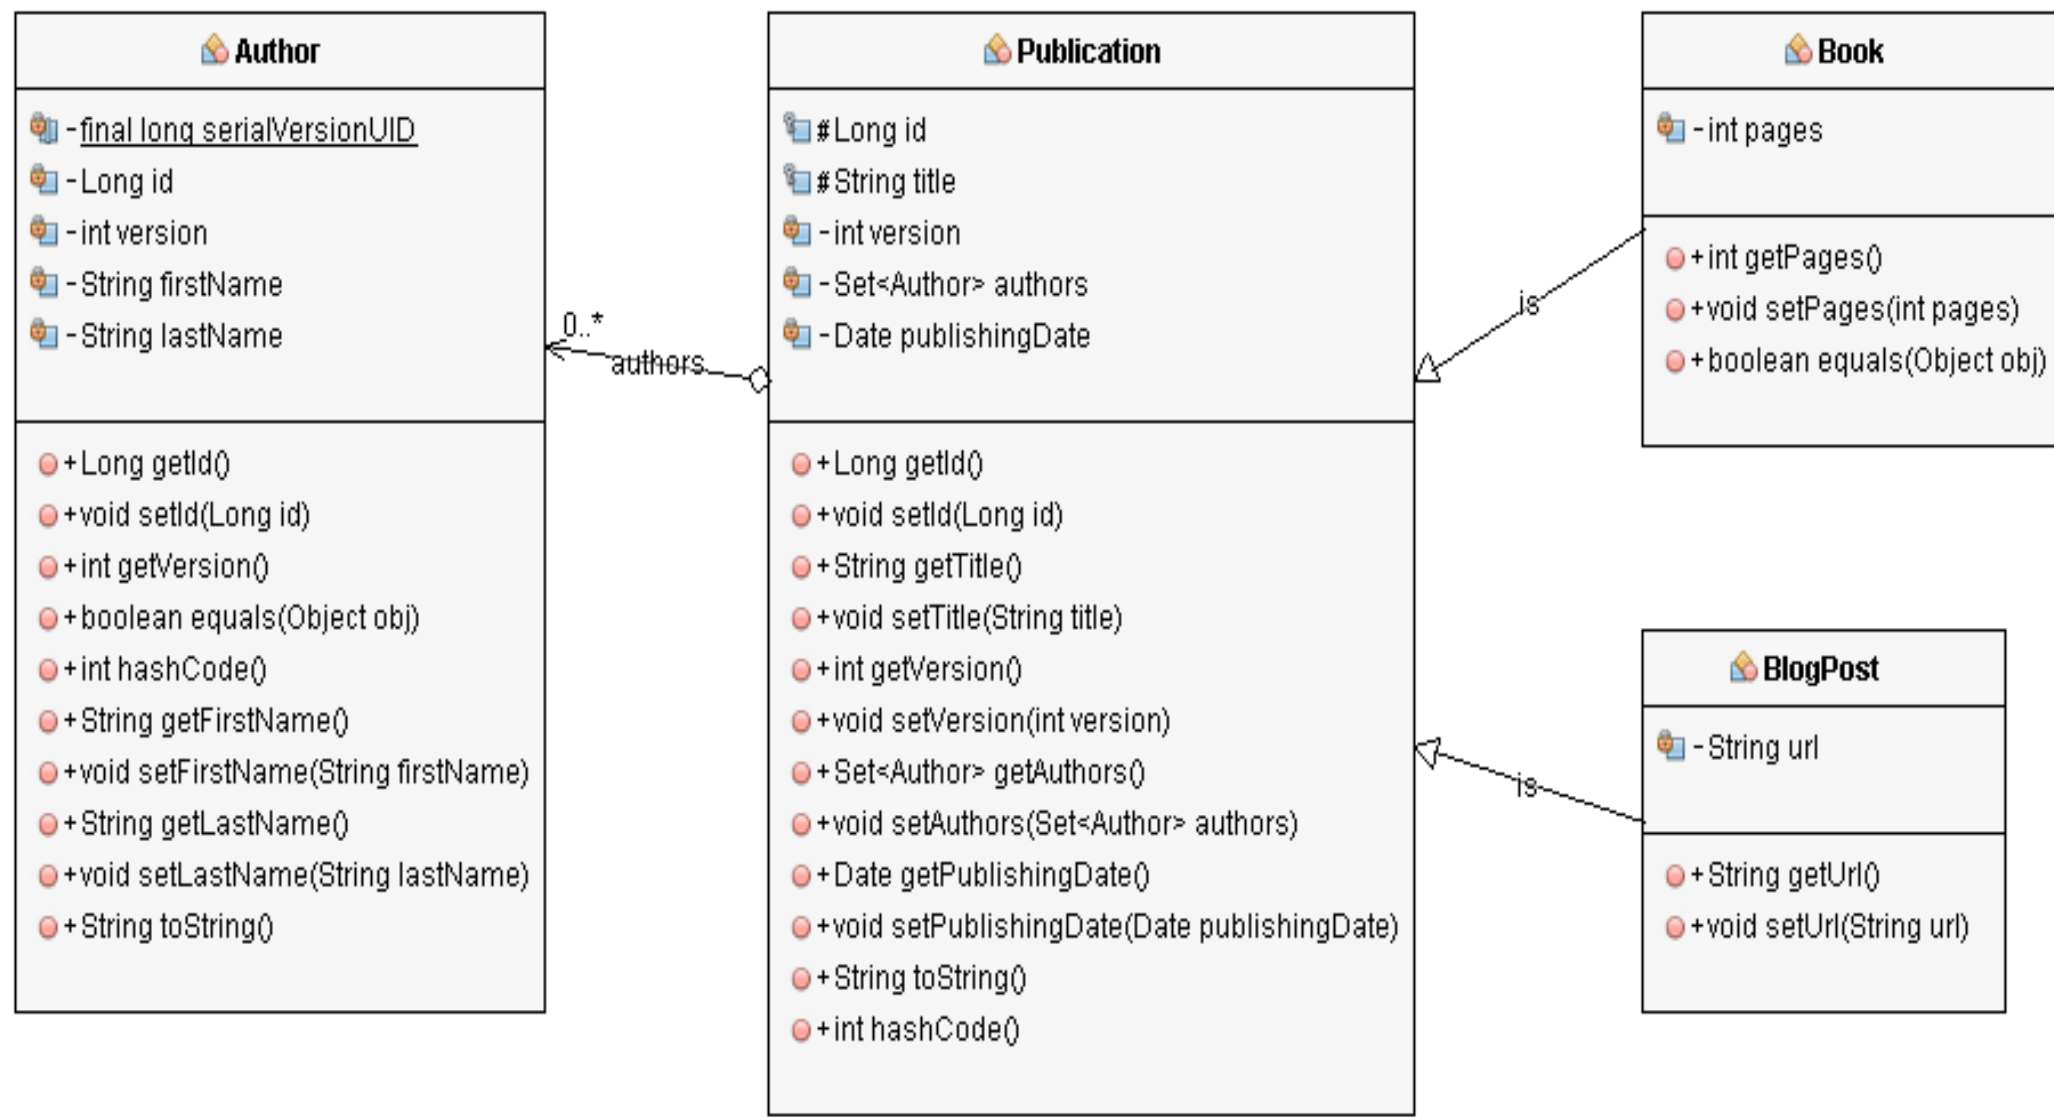 Author
-final long serialVersionUID
-Long id
-int version
-String firstName
-String lastName
+Long getId()
+void setId(Long id)
+int getVersion()
+boolean equals(Object obj)
+int hashCode()
+String getFirstName()
+void setFirstName(String firstName)
+String getLastName()
+void setLastName(String lastName)
+String toString()
0..*
authors
Publication
#Long id
#String title
-int version
-Set<Author> authors
-Date publishingDate
+Long getId()
+void setId(Long id)
+String getTitle()
+void setTitle(String title)
+int getVersion()
+void setVersion(int version)
+Set<Author> getAuthors()
+void setAuthors(Set<Author> authors)
+Date getPublishingDate()
+void setPublishingDate(Date publishingDate)
+String toString()
+int hashCode()
is
is
Book
-int pages
+int getPages()
+void setPages(int pages)
+boolean equals(Object obj)
BlogPost
-String url
+String getUrl()
+void setUrl(String url)